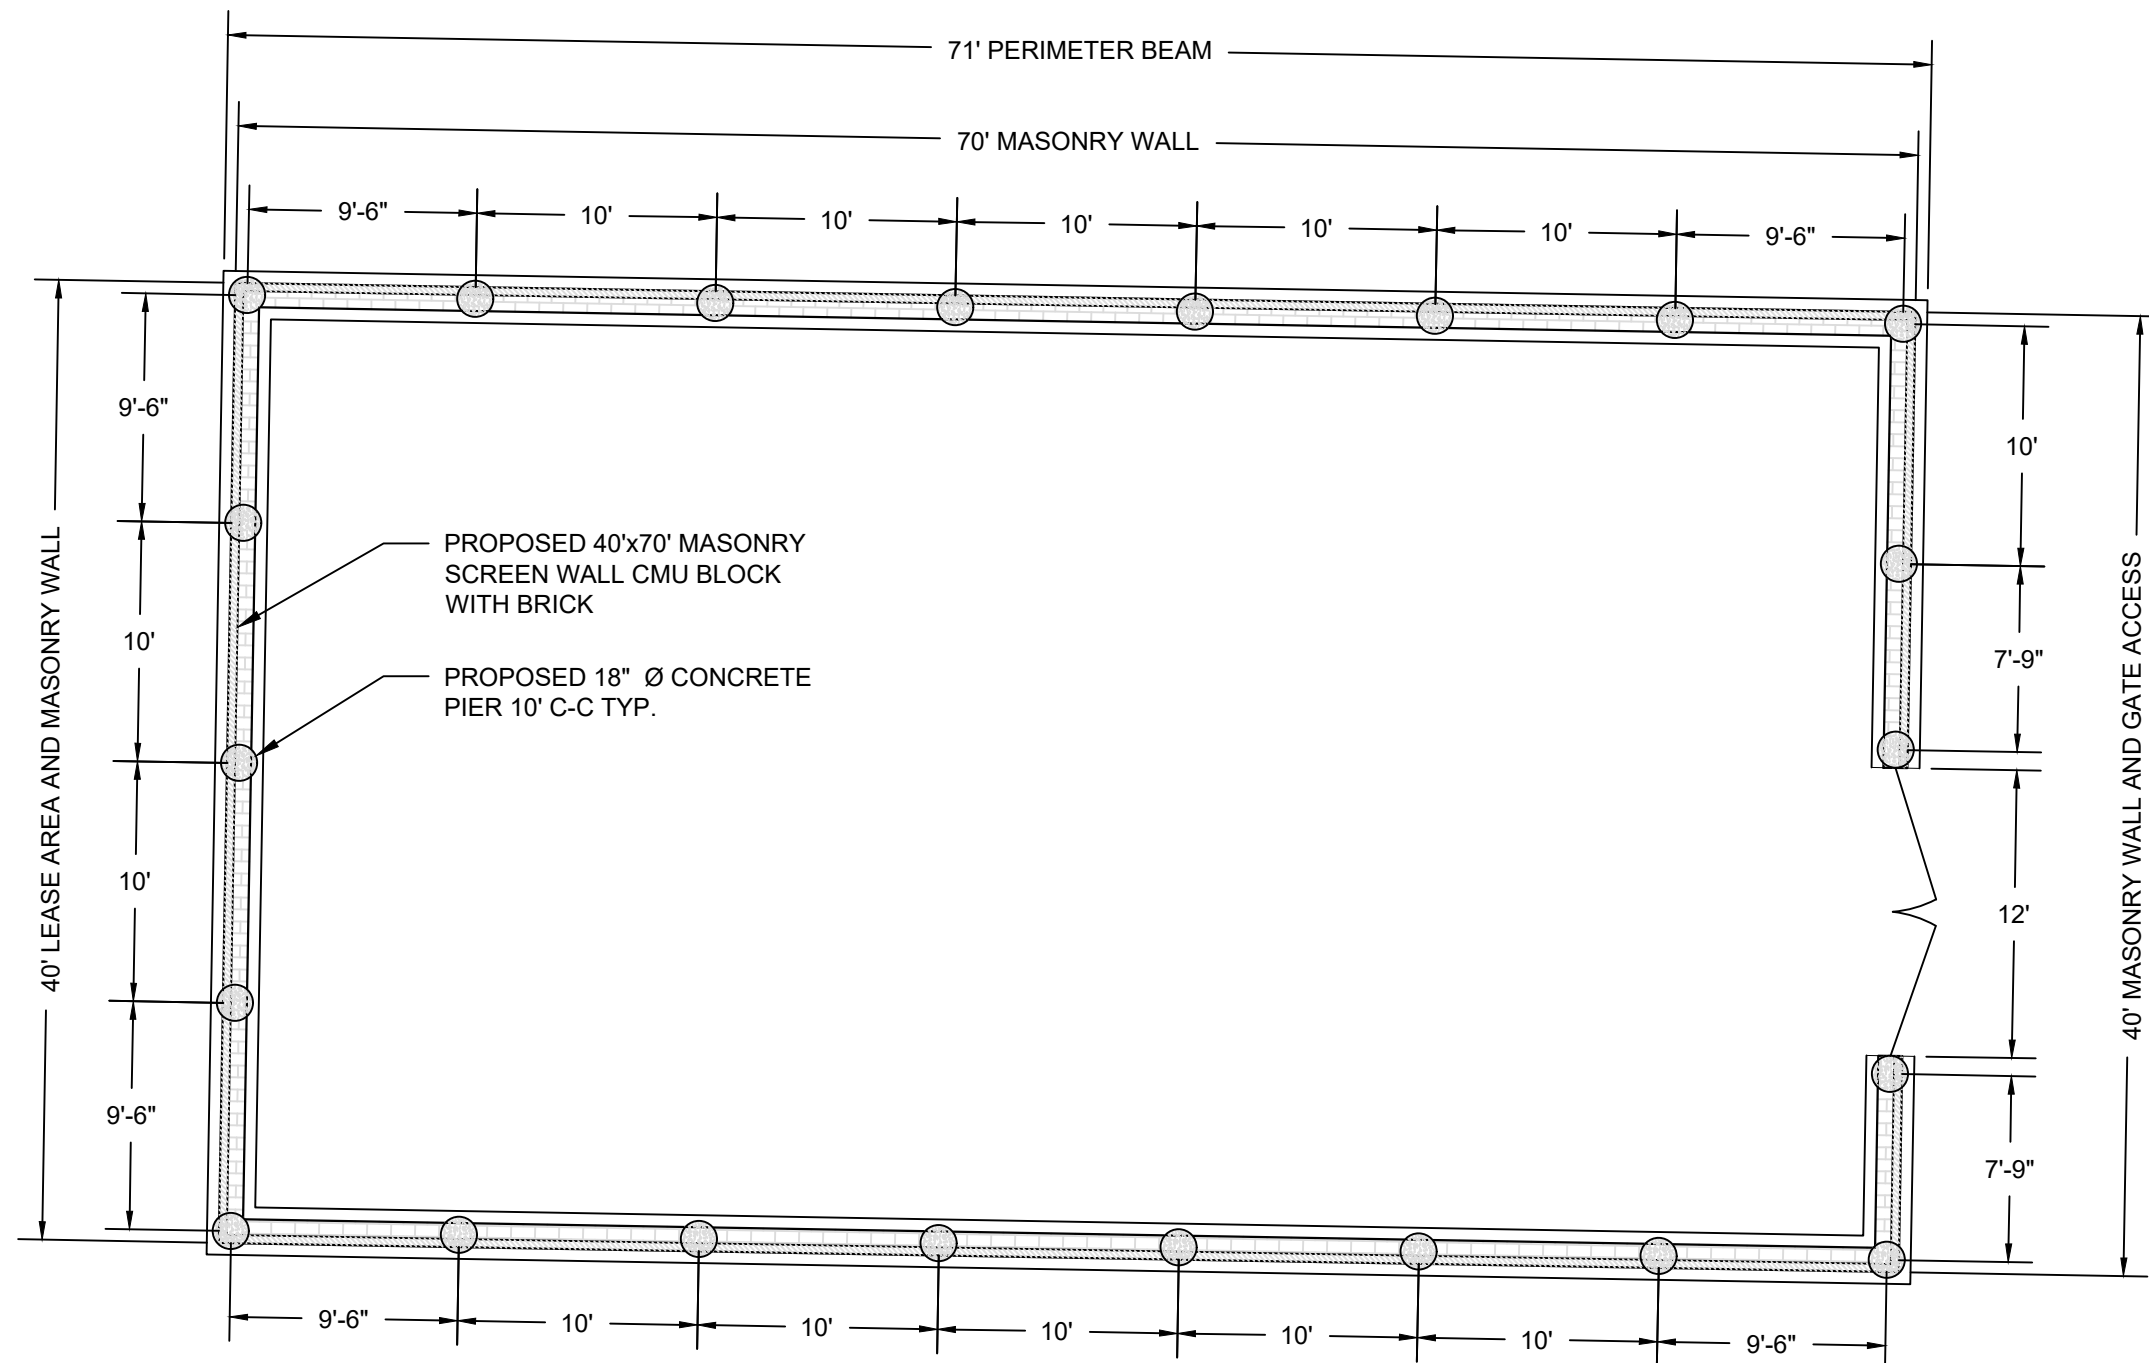 71' PERIMETER BEAM
70' MASONRY WALL
9'-6"
10'
10'
10'
10'
10'
9'-6"
40' LEASE AREA AND MASONRY WALL
9'-6"
10'
10'
9'-6"
PROPOSED 40'x70' MASONRY
SCREEN WALL CMU BLOCK
WITH BRICK
PROPOSED 18" Ø CONCRETE
PIER 10' C-C TYP.
10'
7'-9"
12'
7'-9"
40' MASONRY WALL AND GATE ACCESS
9'-6"
10'
10'
10'
10'
10'
9'-6"